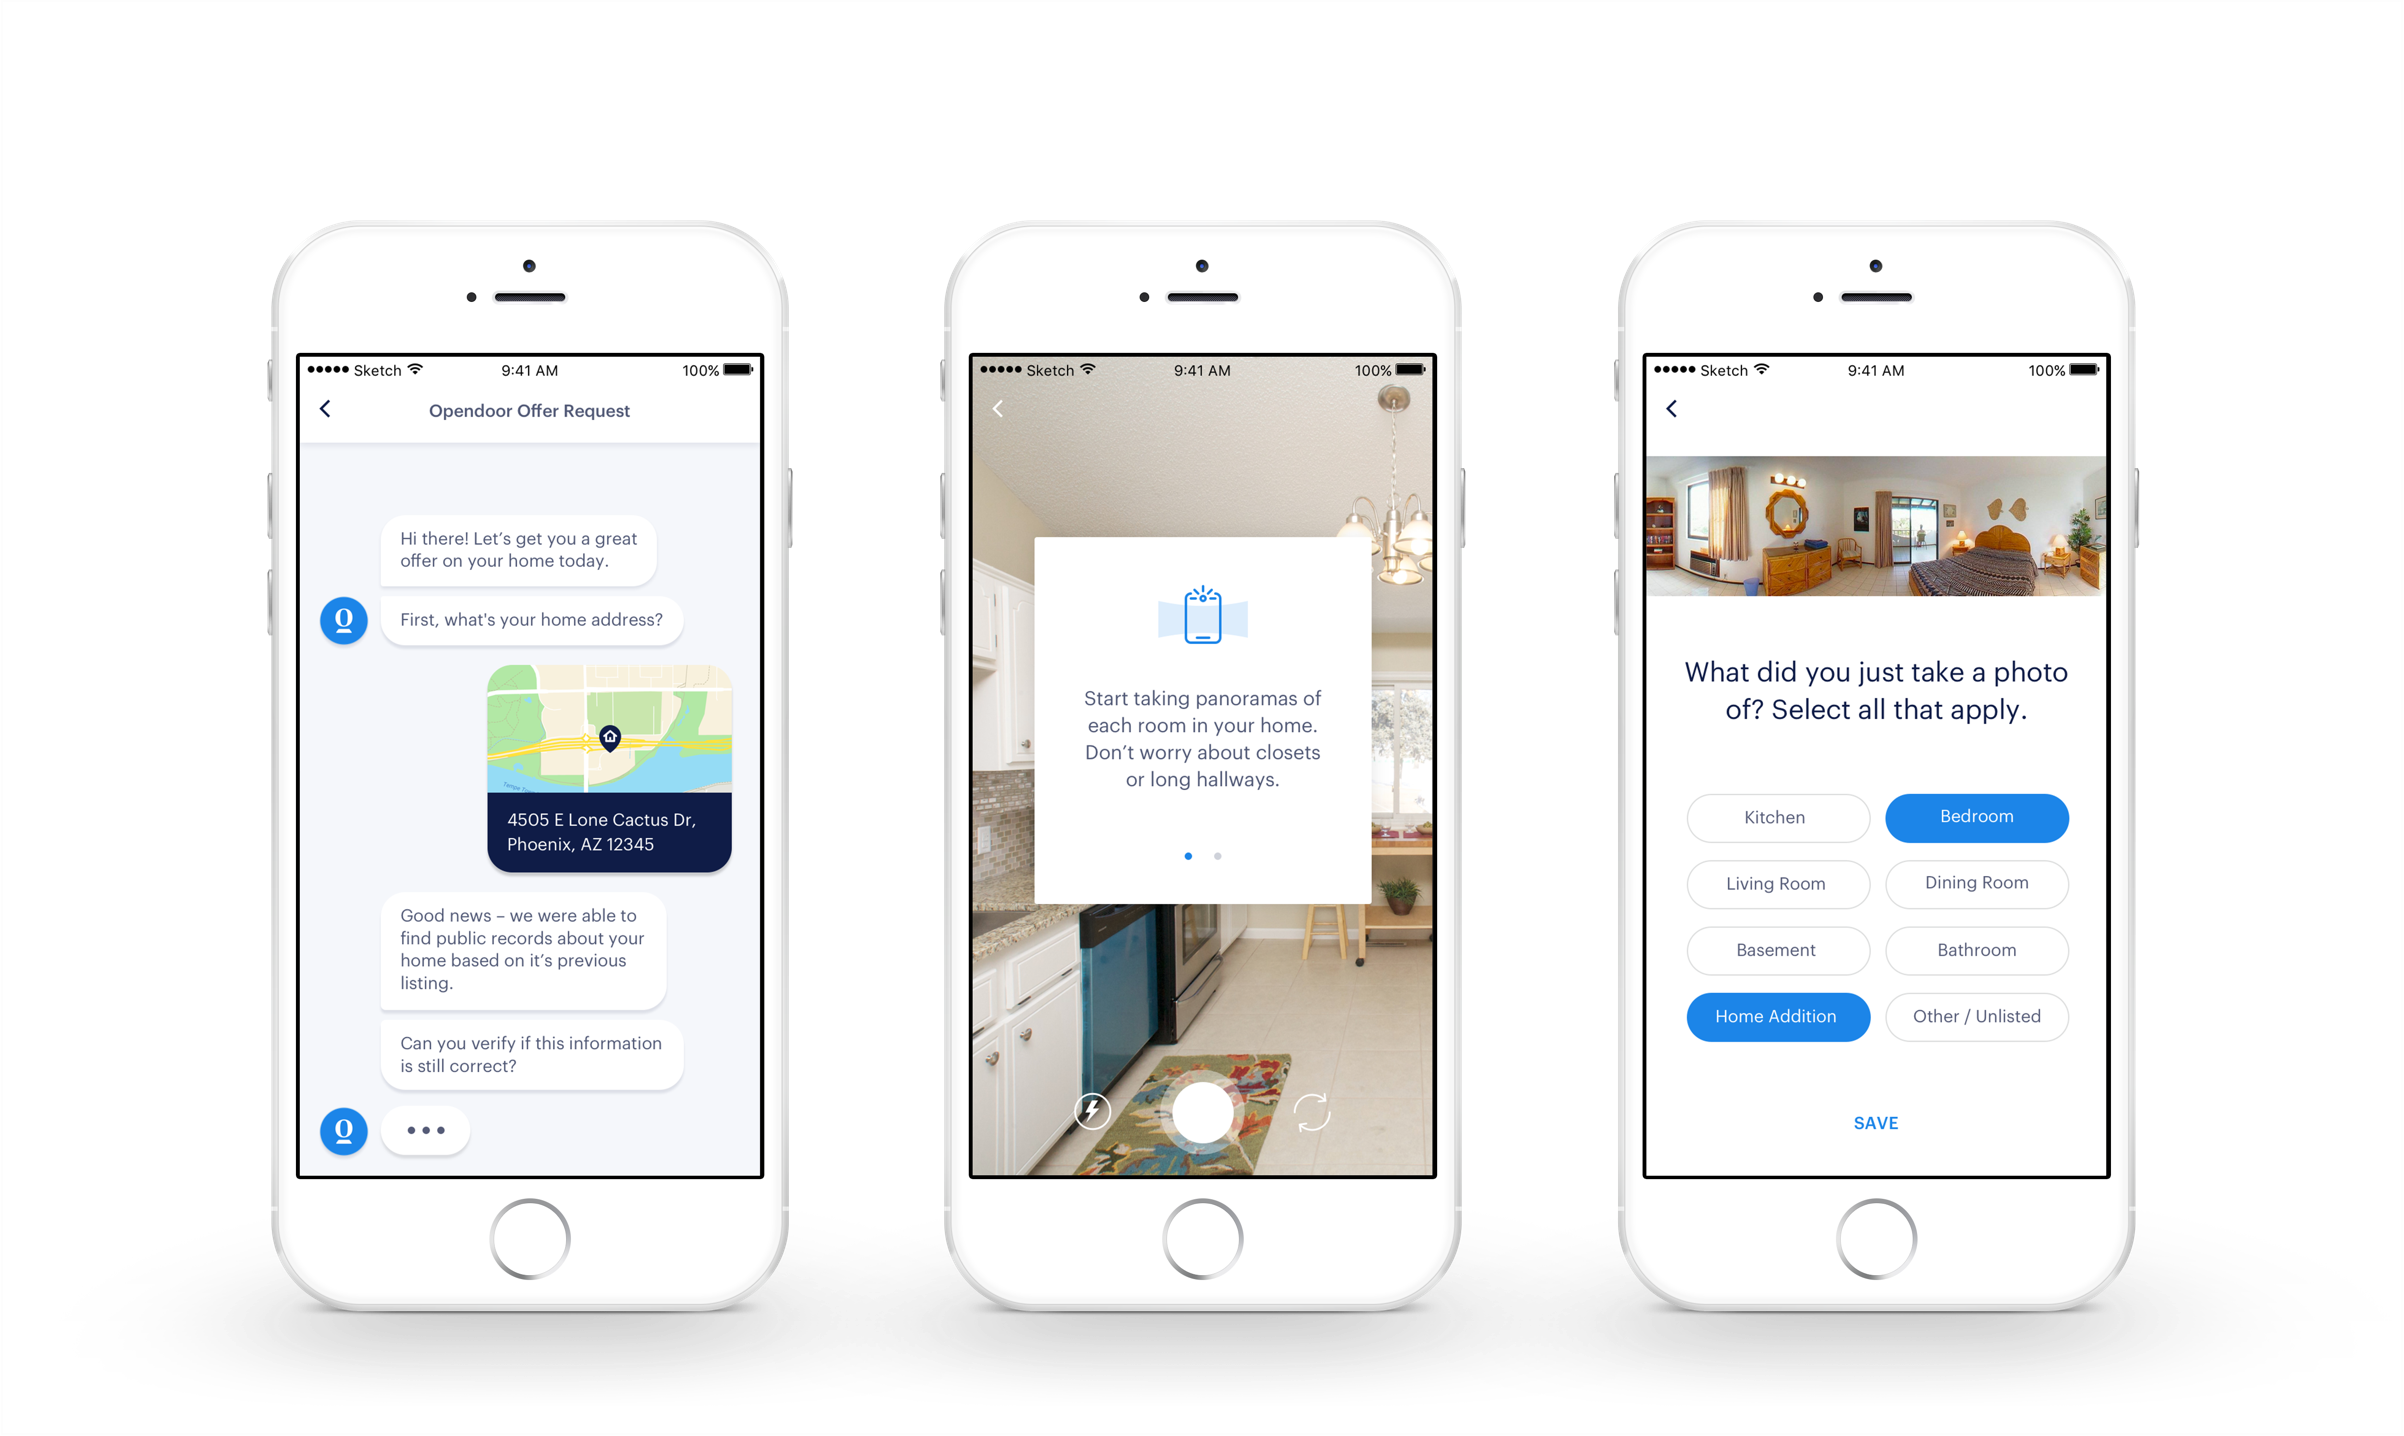 Sketch 9:41 AM 100%
Opendoor Offer Request
Hi there! Let's get you a great
offer on your home today.
First, what's your home address?
4505 E Lone Cactus Dr,
Phoenix, AZ 12345
Good news – we were able to
find public records about your
home based on it's previous
listing.
Can you verify if this information
is still correct?
Sketch 9:41 AM 100%
Start taking panoramas of
each room in your home.
Don't worry about closets
or long hallways.
Sketch 9:41 AM 100%
What did you just take a photo
of? Select all that apply.
Kitchen
Bedroom
Living Room
Dining Room
Basement
Bathroom
Home Addition
Other / Unlisted
SAVE